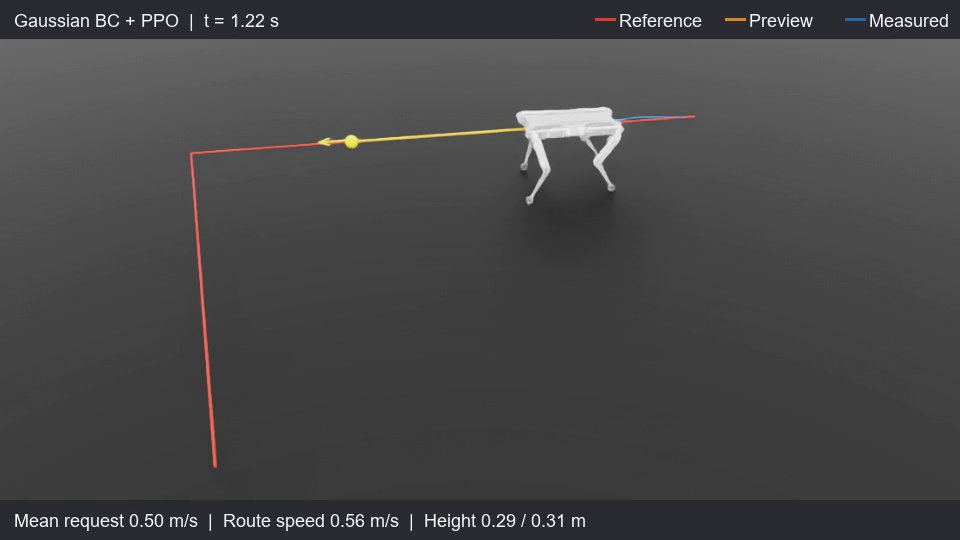 Gaussian BC + PPO | t = 1.22 s
Reference Preview Measured
Mean request 0.50 m/s | Route speed 0.56 m/s | Height 0.29 / 0.31 m